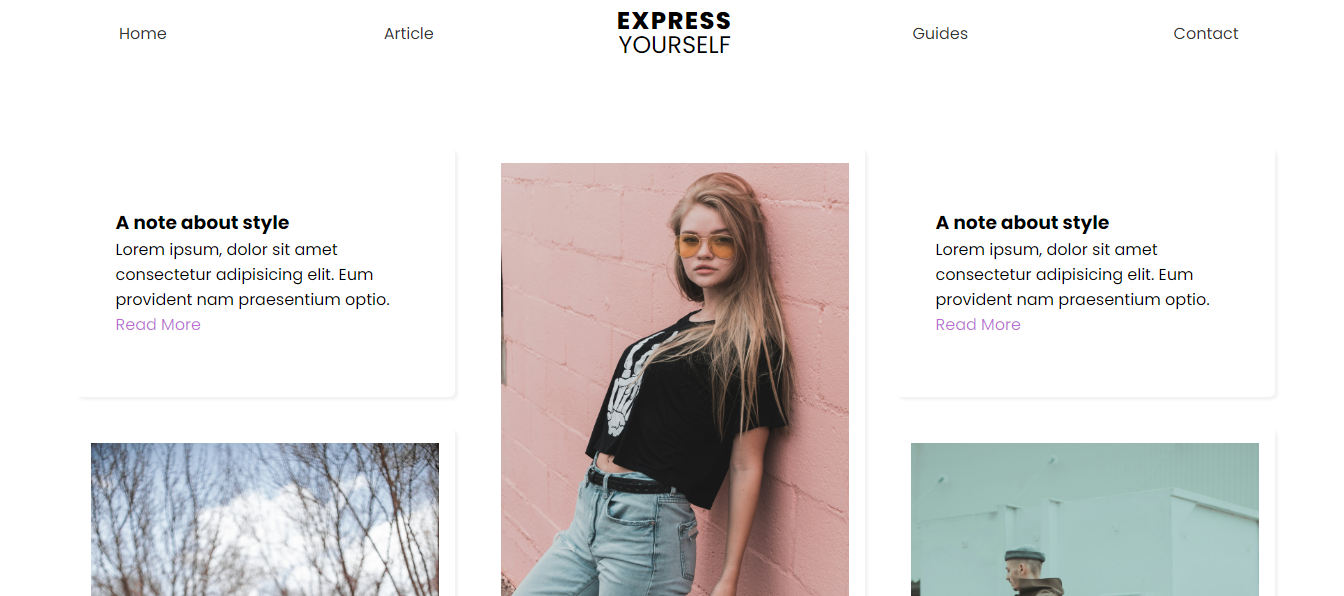 Home
Article
EXPRESS
YOURSELF
Guides
Contact
A note about style
Lorem ipsum, dolor sit amet
consectetur adipisicing elit. Eum
provident nam praesentium optio.
Read More
A note about style
Lorem ipsum, dolor sit amet
consectetur adipisicing elit. Eum
provident nam praesentium optio.
Read More